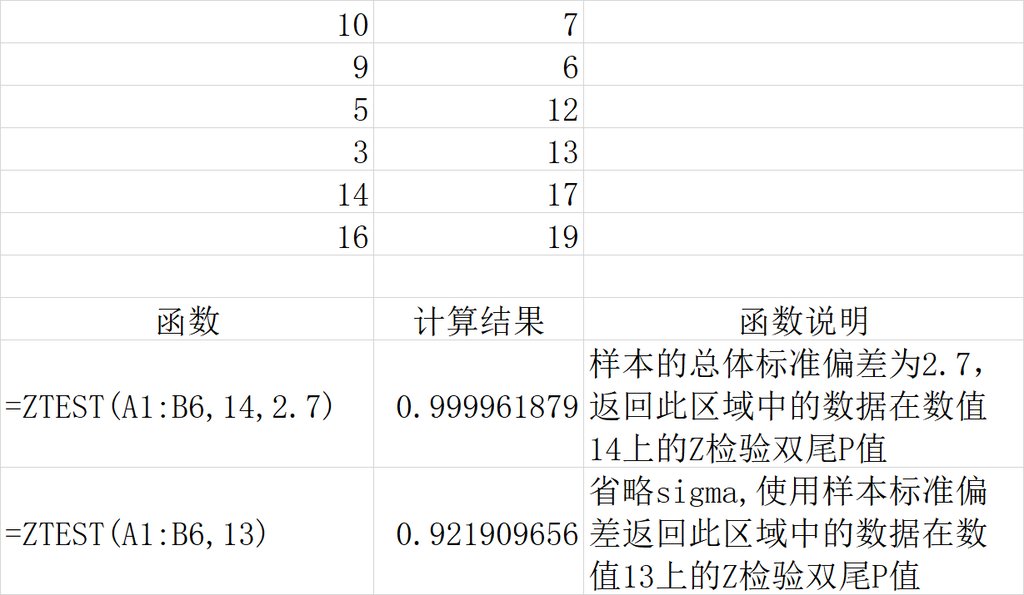 10 7
9 6
5 12
3 13
14 17
16 19
函数 计算结果 函数说明
=ZTEST(A1:B6,14,2.7) 0.999961879 样本的总体标准偏差为2.7，
返回此区域中的数据在数值
14上的Z检验双尾P值
=ZTEST(A1:B6,13) 0.921909656 省略sigma,使用样本标准偏
差返回此区域中的数据在数
值13上的Z检验双尾P值